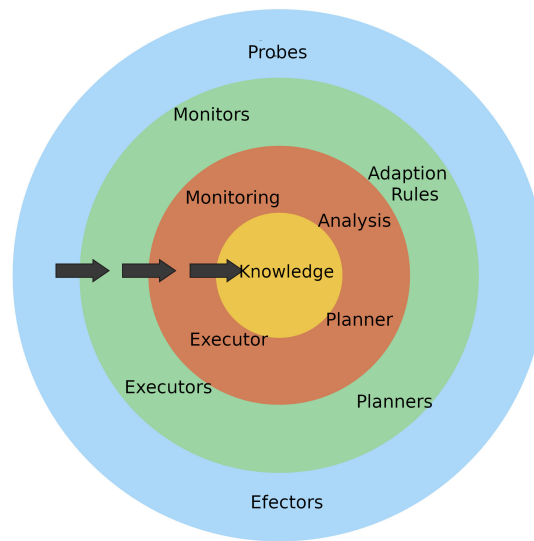 Probes
Monitors
Adaption
Rules
Monitoring
Analysis
Knowledge
Planner
Executor
Executors
Planners
Efectors